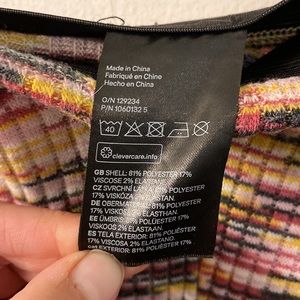 Made in China
Fabriqué en Chine
Hecho en China
O/N 129234
P/N 1060132 5
40
clevercare.info
GB SHELL: 81% POLYESTER 17%
VISCOSE 2% ELASTANE.
CZ SVRCHNÍ LÁTKA: 81% POLYESTER
17% VISKÓZA 2% ELASTAN.
DE OBERMATERIAL: 81% POLYESTER
17% VISKOSE 2% ELASTHAN.
EE ÜMBRIS: 81% POLÜESTER 17%
VISKOOS 2% ELASTAAN.
ES TELA EXTERIOR: 81% POLIÉSTER
17% VISCOSA 2% ELASTANO.
EXTERIOR: 81% POLIÈSTER